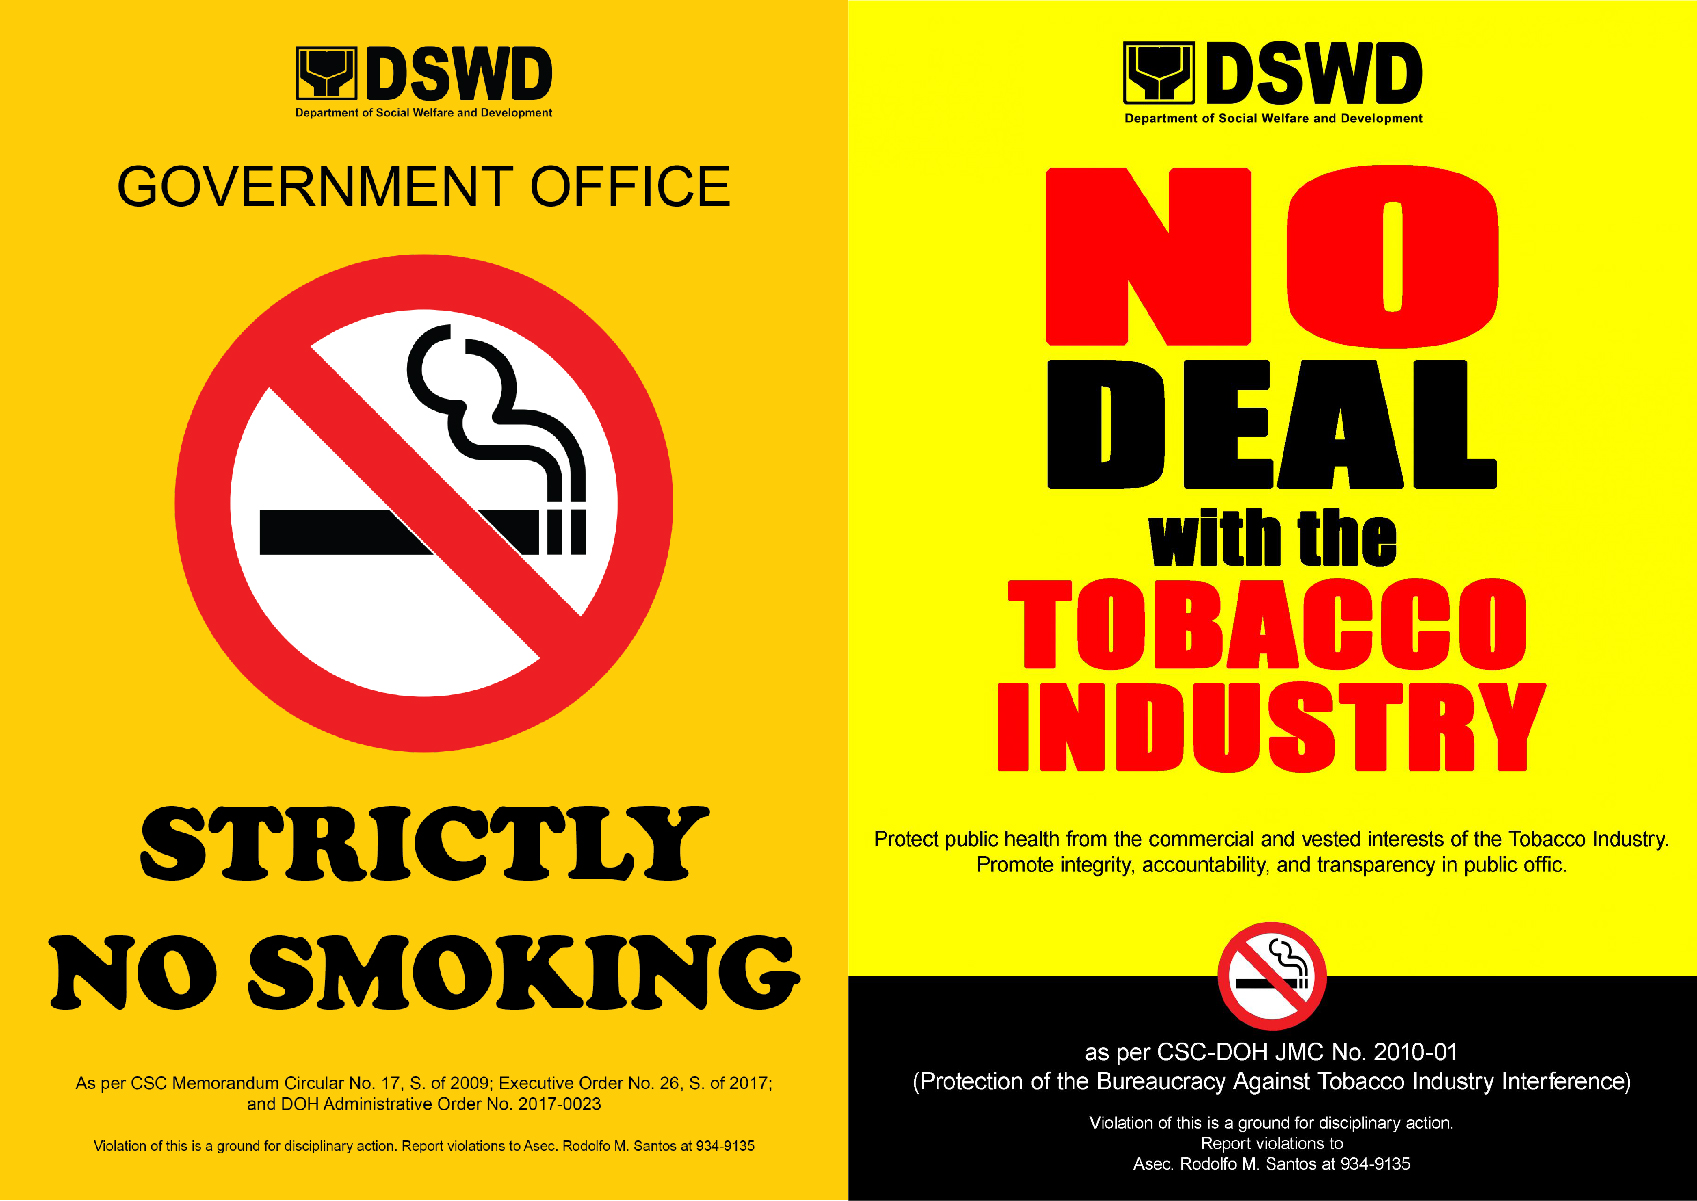 DSWD
Department of Social Welfare and Development
GOVERNMENT OFFICE
STRICTLY
NO SMOKING
As per CSC Memorandum Circular No. 17, S. of 2009; Executive Order No. 26, S. of 2017;
and DOH Administrative Order No. 2017-0023
Violation of this is a ground for disciplinary action. Report violations to Asec. Rodolfo M. Santos at 934-9135
DSWD
Department of Social Welfare and Development
NO
DEAL
with the
TOBACCO
INDUSTRY
Protect public health from the commercial and vested interests of the Tobacco Industry.
Promote integrity, accountability, and transparency in public offic.
as per CSC-DOH JMC No. 2010-01
(Protection of the Bureaucracy Against Tobacco Industry Interference)
Violation of this is a ground for disciplinary action.
Report violations to
Asec. Rodolfo M. Santos at 934-9135